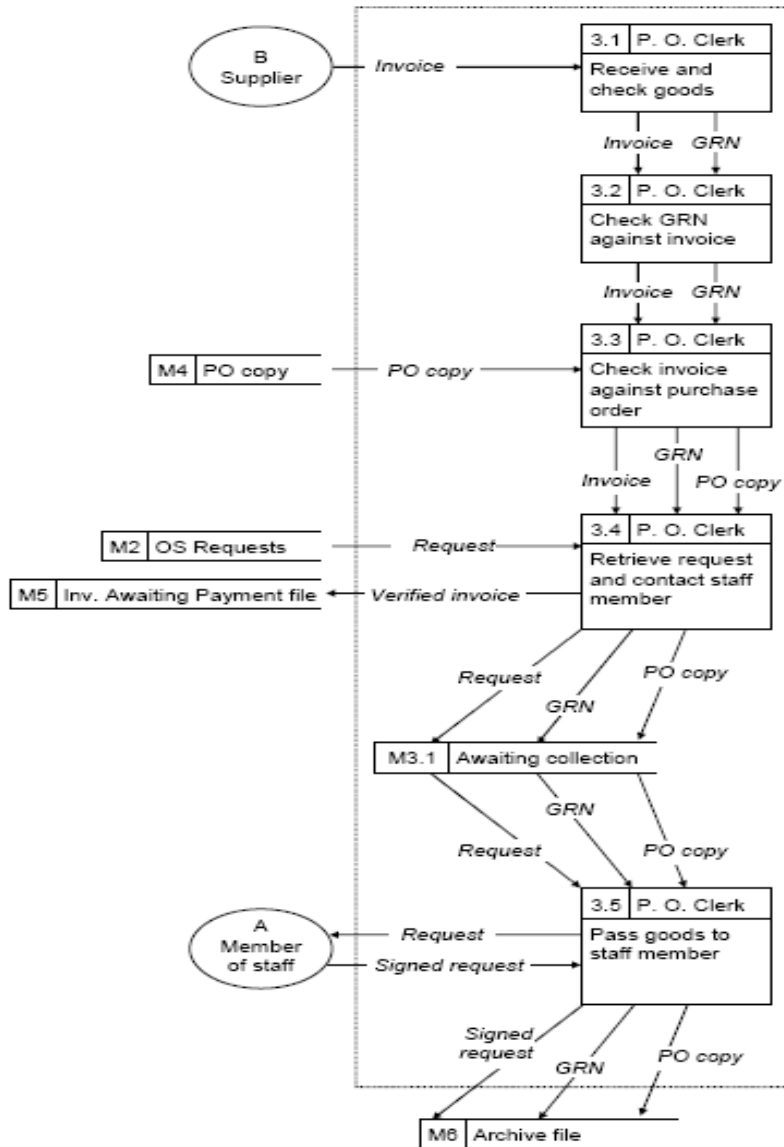 B
Supplier
Invoice
3.1 P. O. Clerk
Receive and
check goods
Invoice GRN
3.2 P. O. Clerk
Check GRN
against invoice
Invoice GRN
3.3 P. O. Clerk
M4 PO copy
PO copy
Check invoice
against purchase
order
GRN
Invoice
PO copy
3.4 P. O. Clerk
M2 OS Requests
Request
Retrieve request
and contact staff
member
M5 Inv. Awaiting Payment file
Verified invoice
Request
GRN
PO copy
M3.1 Awaiting collection
GRN
Request
PO copy
3.5 P. O. Clerk
A
Member
of staff
Request
Signed request
Pass goods to
staff member
Signed
request
GRN
PO copy
M6 Archive file